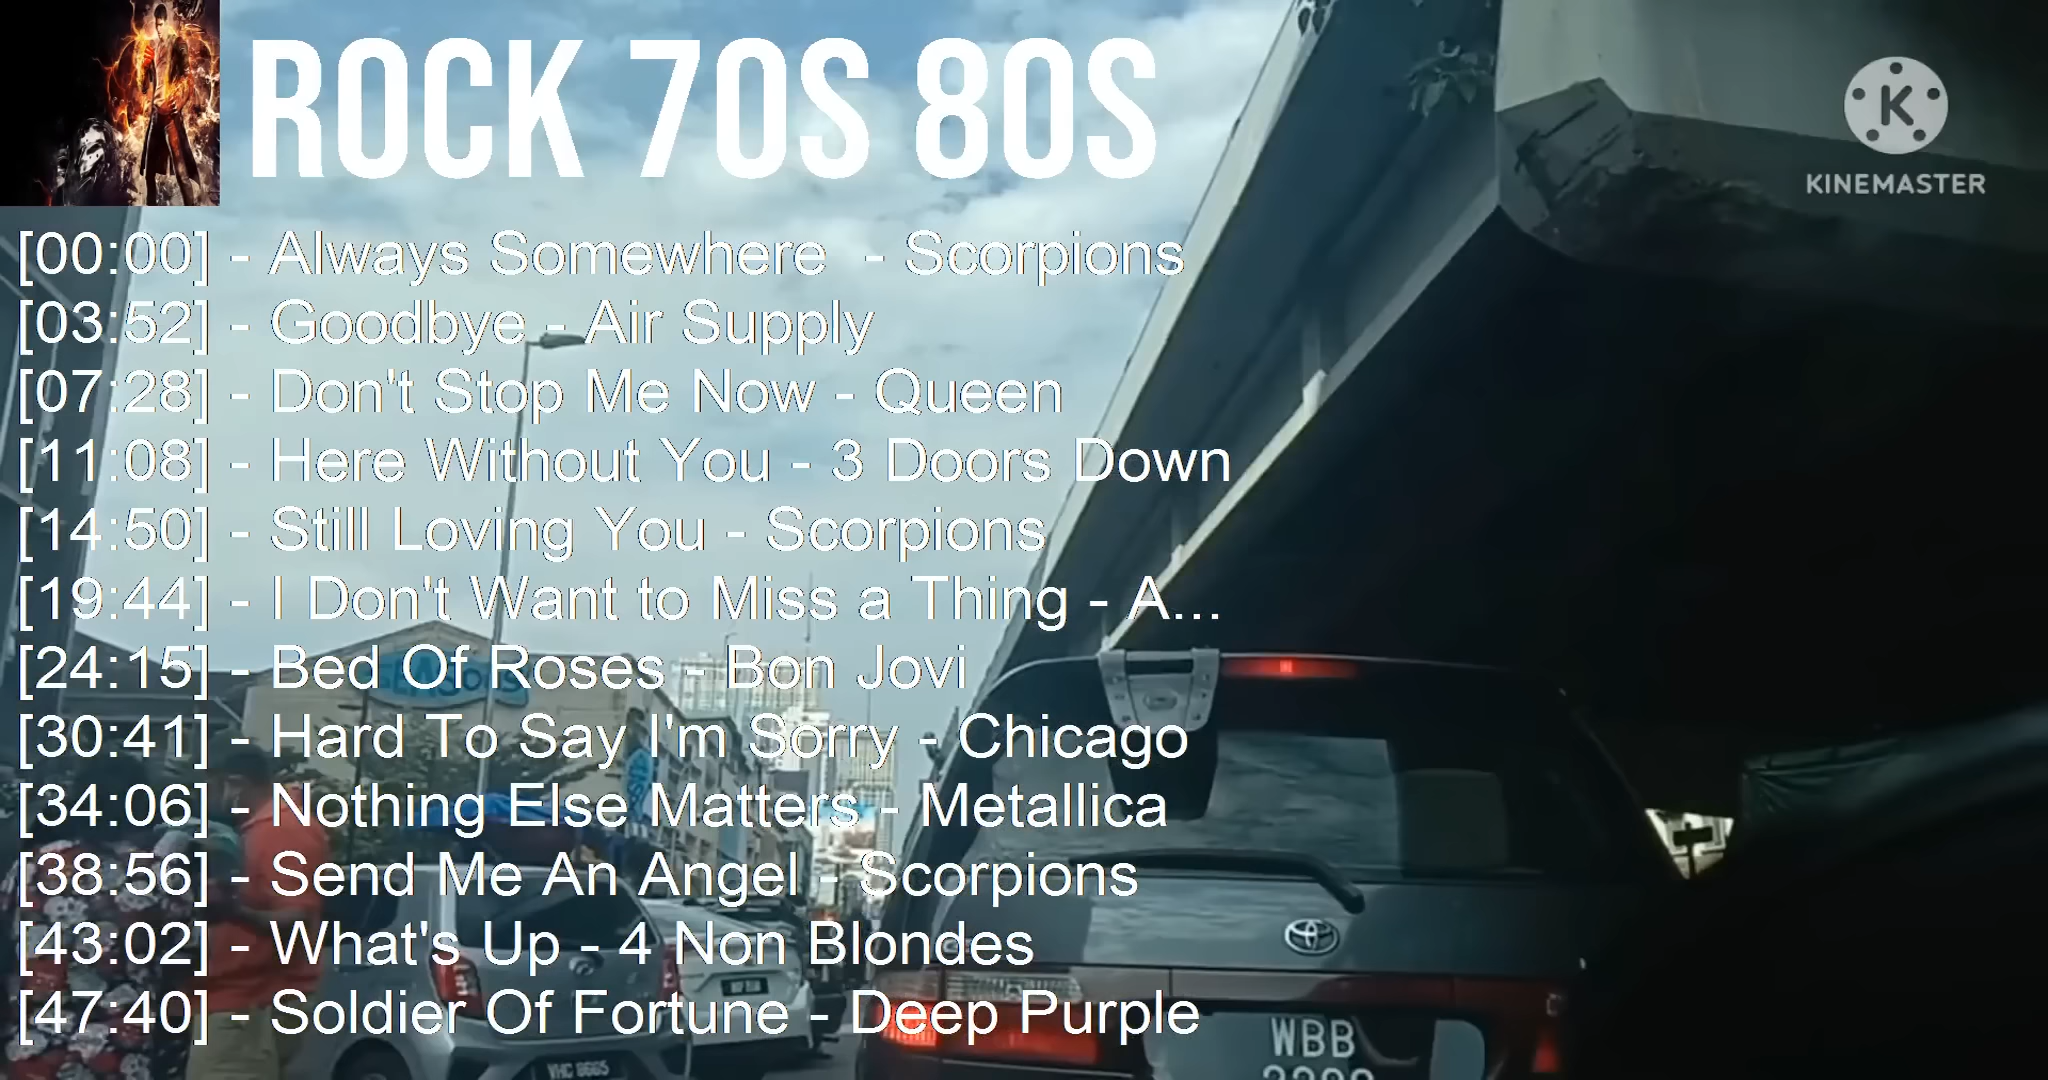 ROCK 70S 80S
K
KINEMASTER
[00:00] - Always Somewhere - Scorpions
[03:52] - Goodbye - Air Supply
[07:28] - Don't Stop Me Now - Queen
[11:08] - Here Without You - 3 Doors Down
[14:50] - Still Loving You - Scorpions
[19:44] - I Don't Want to Miss a Thing - A...
[24:15] - Bed Of Roses - Bon Jovi
[30:41] - Hard To Say I'm Sorry - Chicago
[34:06] - Nothing Else Matters - Metallica
[38:56] - Send Me An Angel - Scorpions
[43:02] - What's Up - 4 Non Blondes
[47:40] - Soldier Of Fortune - Deep Purple
WBB
VHC 8665